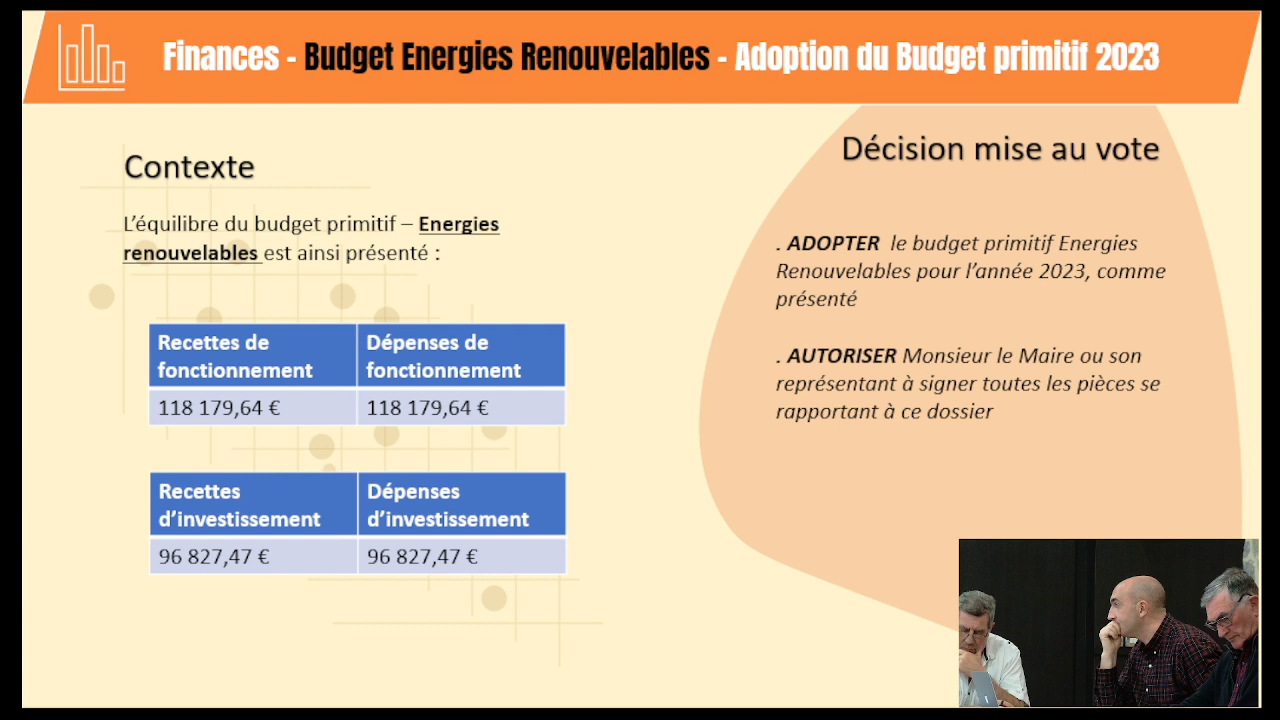 Finances - Budget Energies Renouvelables - Adoption du Budget primitif 2023
Contexte
L’équilibre du budget primitif – Energies
renouvelables est ainsi présenté :
Recettes de
fonctionnement
Dépenses de
fonctionnement
118 179,64 €
118 179,64 €
Recettes
d’investissement
Dépenses
d’investissement
96 827,47 €
96 827,47 €
Décision mise au vote
. ADOPTER le budget primitif Energies
Renouvelables pour l’année 2023, comme
présenté
. AUTORISER Monsieur le Maire ou son
représentant à signer toutes les pièces se
rapportant à ce dossier